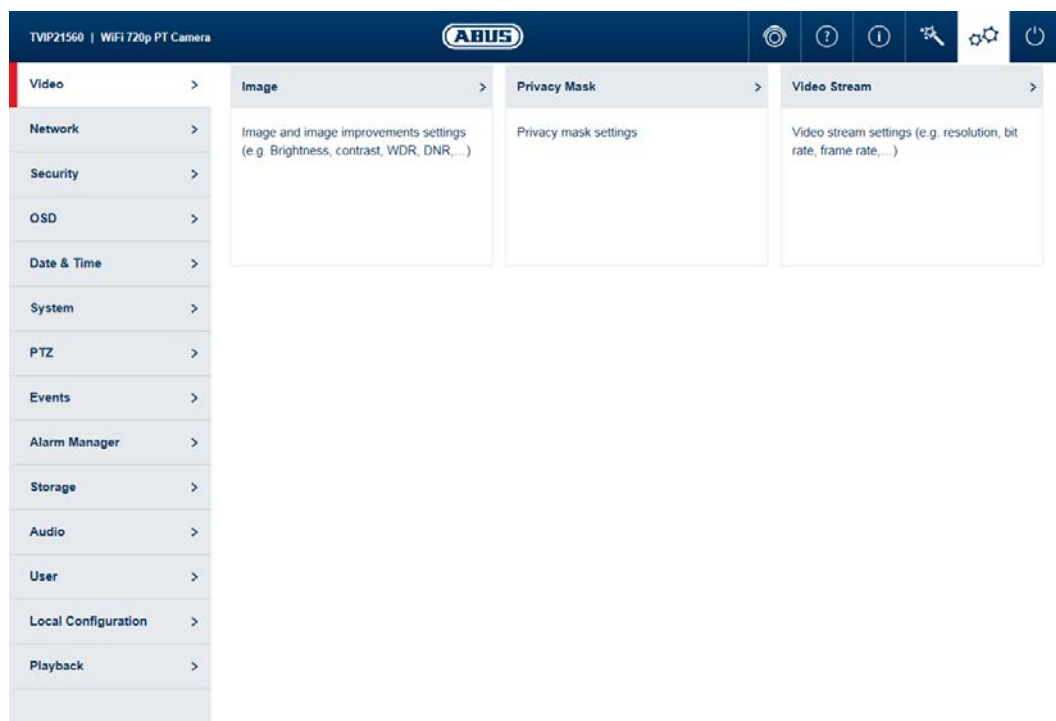 TVIP21560 | WiFi 720p PT Camera
ABUS
Video
Network
Security
OSD
Date & Time
System
PTZ
Events
Alarm Manager
Storage
Audio
User
Local Configuration
Playback
Image
Image and image improvements settings
(e.g. Brightness, contrast, WDR, DNR,...)
Privacy Mask
Privacy mask settings
Video Stream
Video stream settings (e.g. resolution, bit
rate, frame rate,...)